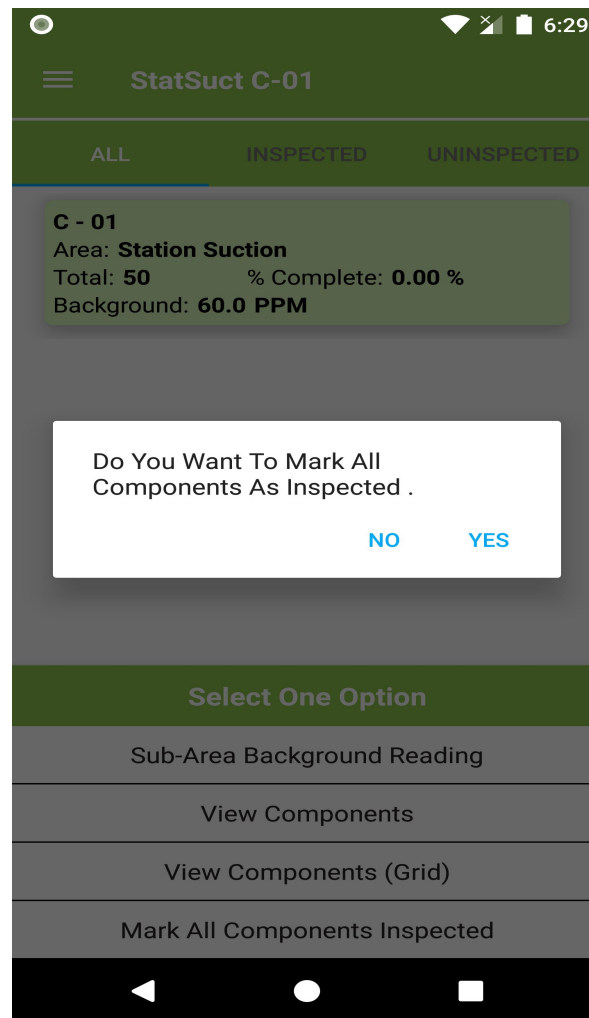 6:29
StatSuct C-01
ALL INSPECTED UNINSPECTED
C - 01
Area: Station Suction
Total: 50 % Complete: 0.00 %
Background: 60.0 PPM
Do You Want To Mark All
Components As Inspected .
NO YES
Select One Option
Sub-Area Background Reading
View Components
View Components (Grid)
Mark All Components Inspected